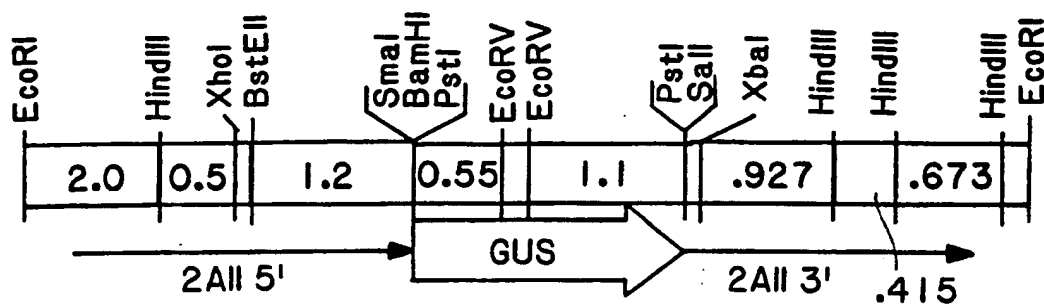 EcoRI
HindIII
XhoI
BstEII
SmaI
BamHI
PstI
EcoRV
EcoRV
PstI
SalI
XbaI
HindIII
HindIII
HindIII
EcoRI
2.0
0.5
1.2
0.55
1.1
.927
.673
GUS
2AII 5'
2AII 3'
.415